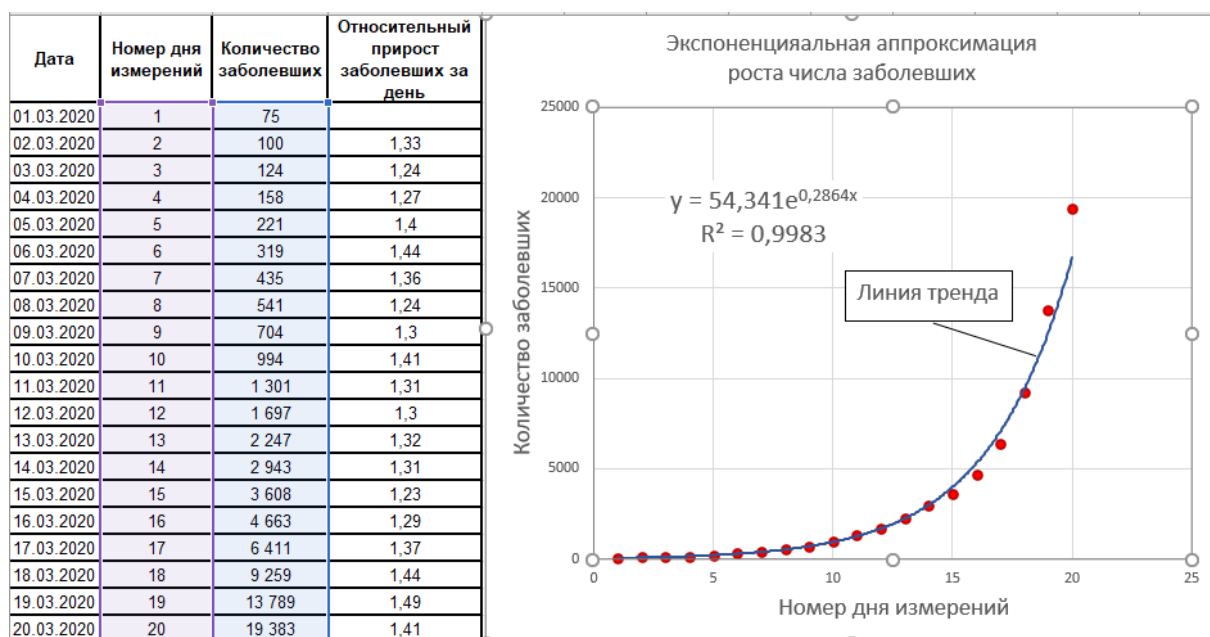 Дата
Номер дня
измерений
Количество
заболевших
Относительный
прирост
заболевших за
день
01.03.2020 1 75
02.03.2020 2 100 1,33
03.03.2020 3 124 1,24
04.03.2020 4 158 1,27
05.03.2020 5 221 1,4
06.03.2020 6 319 1,44
07.03.2020 7 435 1,36
08.03.2020 8 541 1,24
09.03.2020 9 704 1,3
10.03.2020 10 994 1,41
11.03.2020 11 1 301 1,31
12.03.2020 12 1 697 1,3
13.03.2020 13 2 247 1,32
14.03.2020 14 2 943 1,31
15.03.2020 15 3 608 1,23
16.03.2020 16 4 663 1,29
17.03.2020 17 6 411 1,37
18.03.2020 18 9 259 1,44
19.03.2020 19 13 789 1,49
20.03.2020 20 19 383 1,41
Экспоненцияальная аппроксимация
роста числа заболевших
25000
20000
15000
10000
5000
0
Количество заболевших
y = 54,341e^0,2864x
R² = 0,9983
Линия тренда
0 5 10 15 20 25
Номер дня измерений